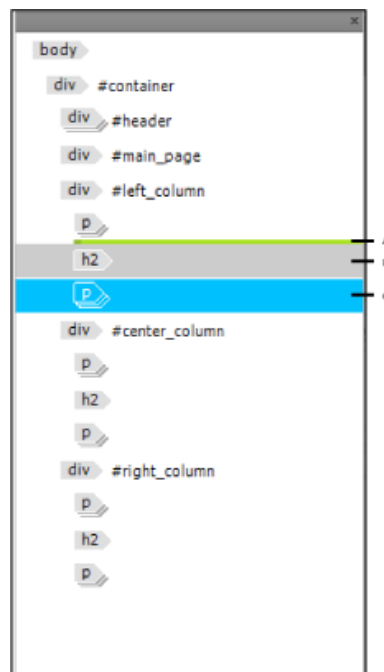 ×
body
div #container
div #header
div #main_page
div #left_column
p
h2
p
div #center_column
p
h2
p
div #right_column
p
h2
p